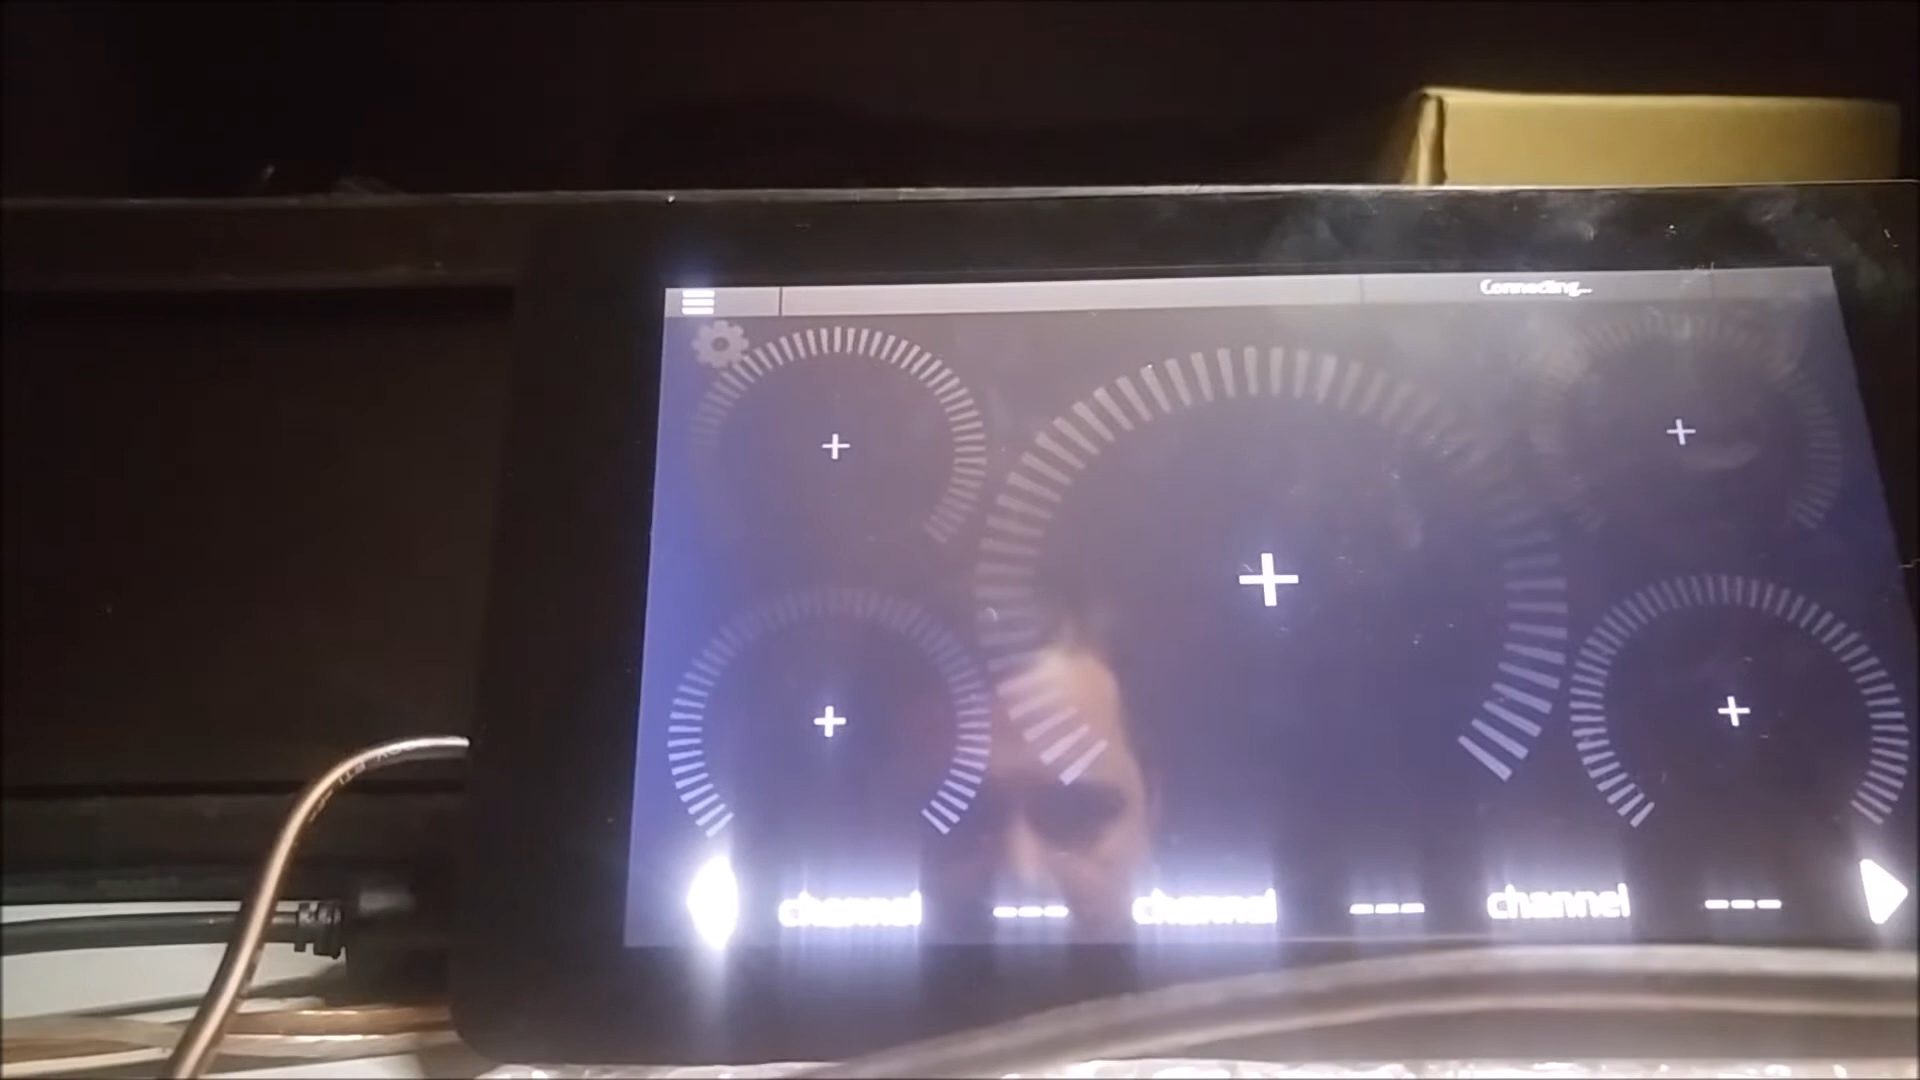 Connecting...
channel --- channel --- channel ---